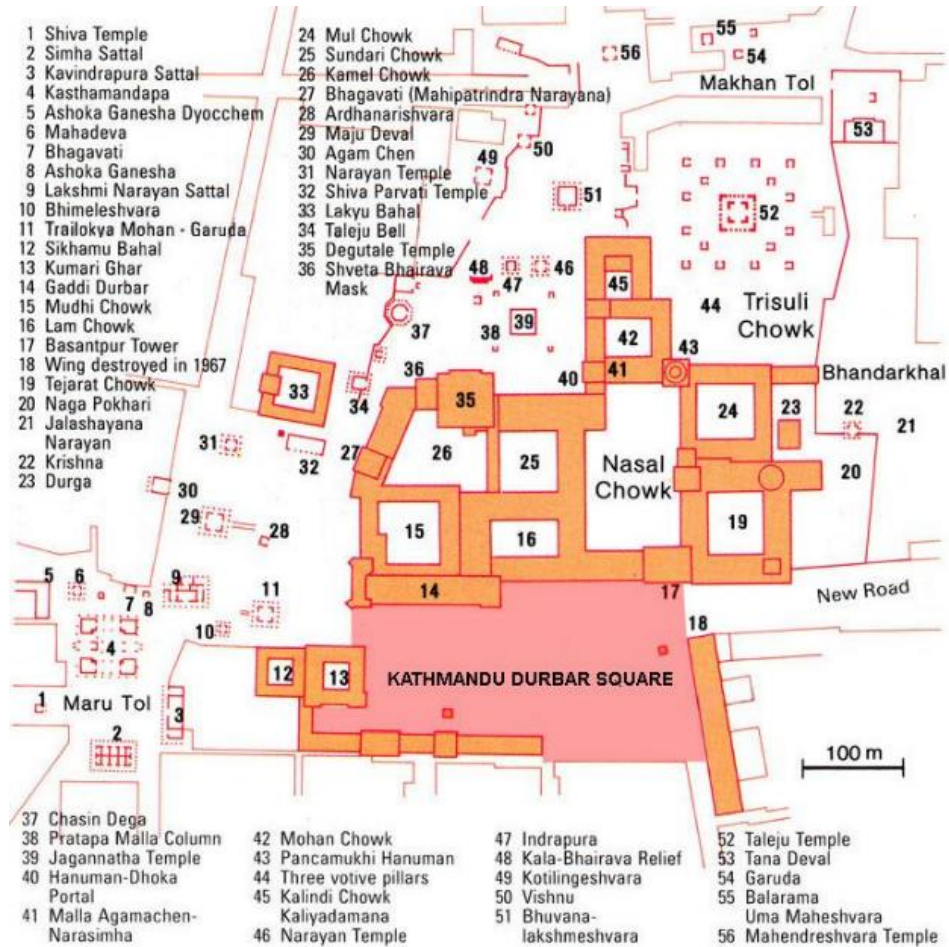 1 Shiva Temple
2 Simha Sattal
3 Kavindrapura Sattal
4 Kasthamandapa
5 Ashoka Ganesha Dyocchem
6 Mahadeva
7 Bhagavati
8 Ashoka Ganesha
9 Lakshmi Narayan Sattal
10 Bhimeleshvara
11 Trailokya Mohan - Garuda
12 Sikhamu Bahal
13 Kumari Ghar
14 Gaddi Durbar
15 Mudhi Chowk
16 Lam Chowk
17 Basantpur Tower
18 Wing destroyed in 1967
19 Tejarat Chowk
20 Naga Pokhari
21 Jalashayana
Narayan
22 Krishna
23 Durga
24 Mul Chowk
25 Sundari Chowk
26 Kamel Chowk
27 Bhagavati (Mahipatrindra Narayana)
28 Ardhanarishvara
29 Maju Deval
30 Agam Chen
31 Narayan Temple
32 Shiva Parvati Temple
33 Lakyu Bahal
34 Taleju Bell
35 Degutale Temple
36 Shveta Bhairava
Mask
55
56
54
Makhan Tol
53
49
50
51
52
48
47
46
45
44
Trisuli
Chowk
37
38
39
42
43
36
40
41
Bhandarkhal
33
34
35
24
23
22
21
31
32
27
26
25
Nasal
Chowk
20
30
29
28
15
16
19
5
6
7
8
9
11
14
17
New Road
10
18
4
12
13
KATHMANDU DURBAR SQUARE
1
Maru Tol
3
2
100 m
37 Chasin Dega
38 Pratapa Malla Column
39 Jagannatha Temple
40 Hanuman-Dhoka
Portal
41 Malla Agamachen-
Narasimha
42 Mohan Chowk
43 Pancamukhi Hanuman
44 Three votive pillars
45 Kalindi Chowk
Kaliyadamana
46 Narayan Temple
47 Indrapura
48 Kala-Bhairava Relief
49 Kotilingeshvara
50 Vishnu
51 Bhuvana-
lakshmeshvara
52 Taleju Temple
53 Tana Deval
54 Garuda
55 Balarama
Uma Maheshvara
56 Mahendreshvara Temple